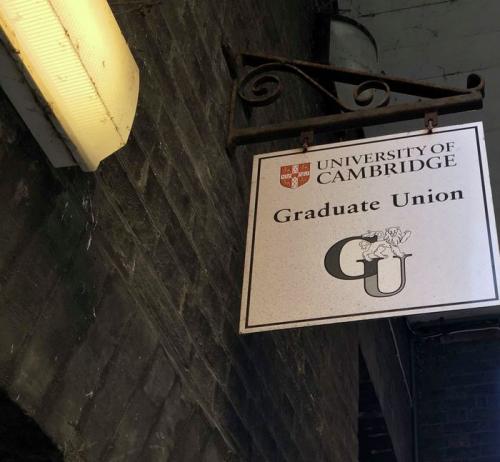 UNIVERSITY OF
CAMBRIDGE
Graduate Union
GU